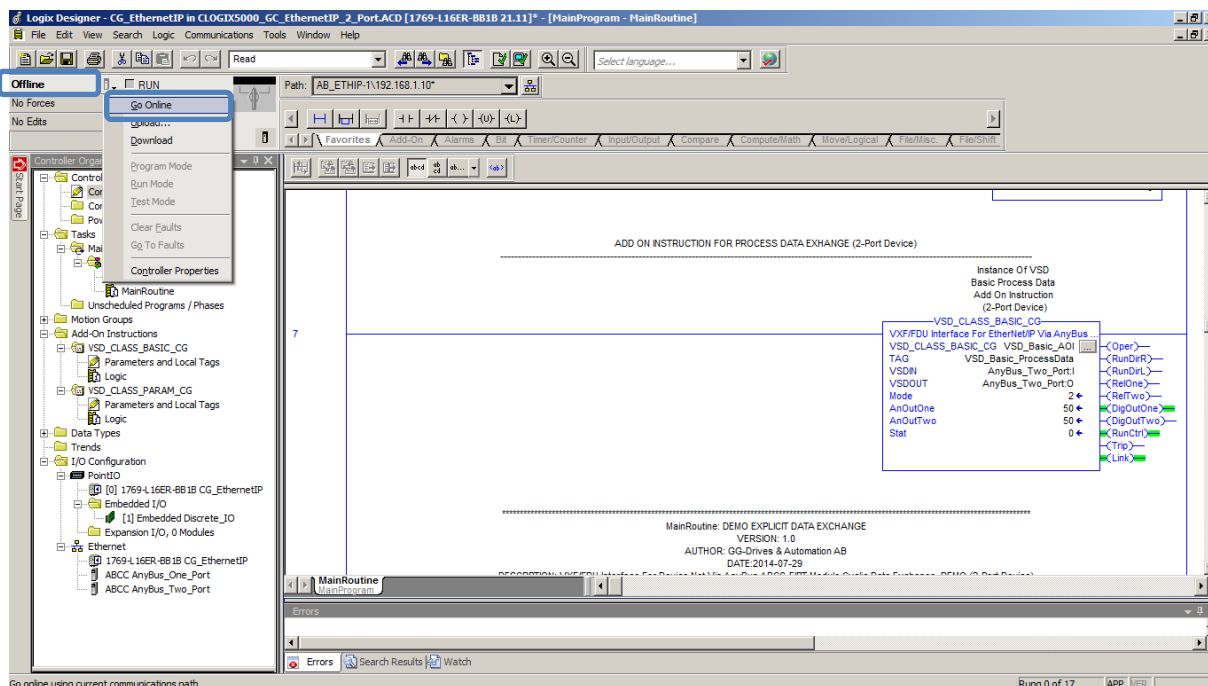 Logix Designer - CG_EthernetIP in CLOGIX5000_GC_EthernetIP_2_Port.ACD [1769-L16ER-BB1B 21.11]* - [MainProgram - MainRoutine]
File Edit View Search Logic Communications Tools Window Help
Read
Select language...
Offline
RUN
Path: AB_ETHIP-1\192.168.1.10*
No Forces
No Edits
Go Online
Upload...
Download
Program Mode
Run Mode
Test Mode
Clear Faults
Go To Faults
Controller Properties
Favorites Add-On Alarms Bit Timer/Counter Input/Output Compare Compute/Math Move/Logical File/Misc. File/Shift
Start Page
Controller Orga
Control
Cor
Cor
Pov
Tasks
Mai
MainRoutine
Unscheduled Programs / Phases
Motion Groups
Add-On Instructions
VSD_CLASS_BASIC_CG
Parameters and Local Tags
Logic
VSD_CLASS_PARAM_CG
Parameters and Local Tags
Logic
Data Types
Trends
I/O Configuration
PointIO
[0] 1769-L16ER-BB1B CG_EthernetIP
Embedded I/O
[1] Embedded Discrete_IO
Expansion I/O, 0 Modules
Ethernet
1769-L16ER-BB1B CG_EthernetIP
ABCC AnyBus_One_Port
ABCC AnyBus_Two_Port
ADD ON INSTRUCTION FOR PROCESS DATA EXHANGE (2-Port Device)
Instance Of VSD
Basic Process Data
Add On Instruction
(2-Port Device)
7
VSD_CLASS_BASIC_CG
VXF/FDU Interface For EtherNet/IP Via AnyBus ...
VSD_CLASS_BASIC_CG VSD_Basic_AOI ... (Oper)
TAG VSD_Basic_ProcessData (RunDirR)
VSDIN AnyBus_Two_Port:I (RunDirL)
VSDOUT AnyBus_Two_Port:O (RelOne)
Mode 2 (RelTwo)
AnOutOne 50 (DigOutOne)
AnOutTwo 50 (DigOutTwo)
Stat 0 (RunCtrl)
(Trip)
(Link)
MainRoutine: DEMO EXPLICIT DATA EXCHANGE
VERSION: 1.0
AUTHOR: GG-Drives & Automation AB
DATE:2014-07-29
MainRoutine
MainProgram
Errors
Errors Search Results Watch
Go online using current communications path
Rung 0 of 17 APP VER